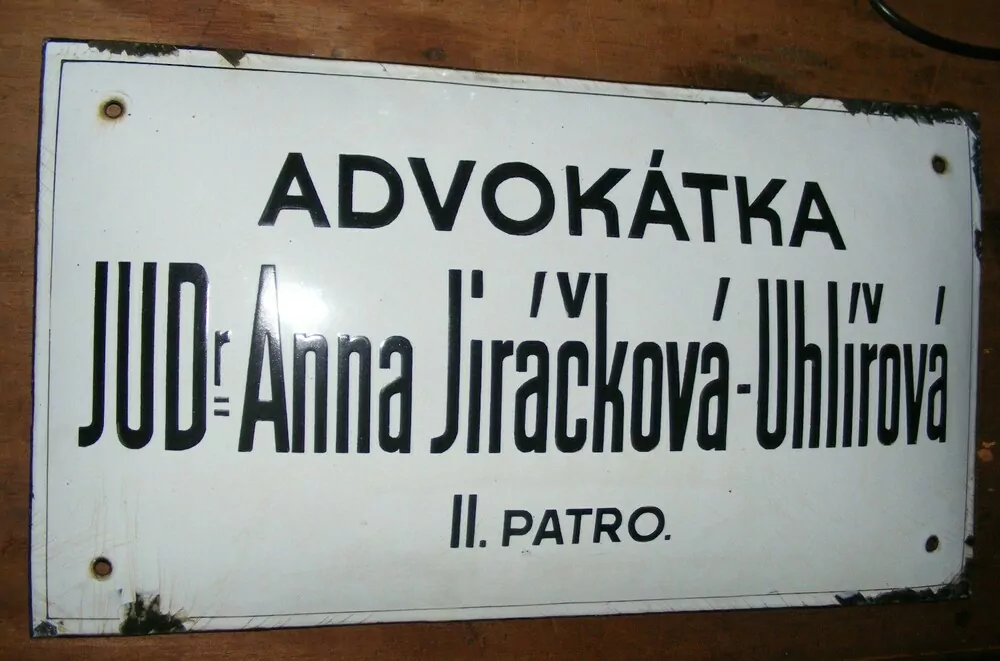 ADVOKÁTKA
JUDr Anna Jiráčková-Uhlířová
II. PATRO.